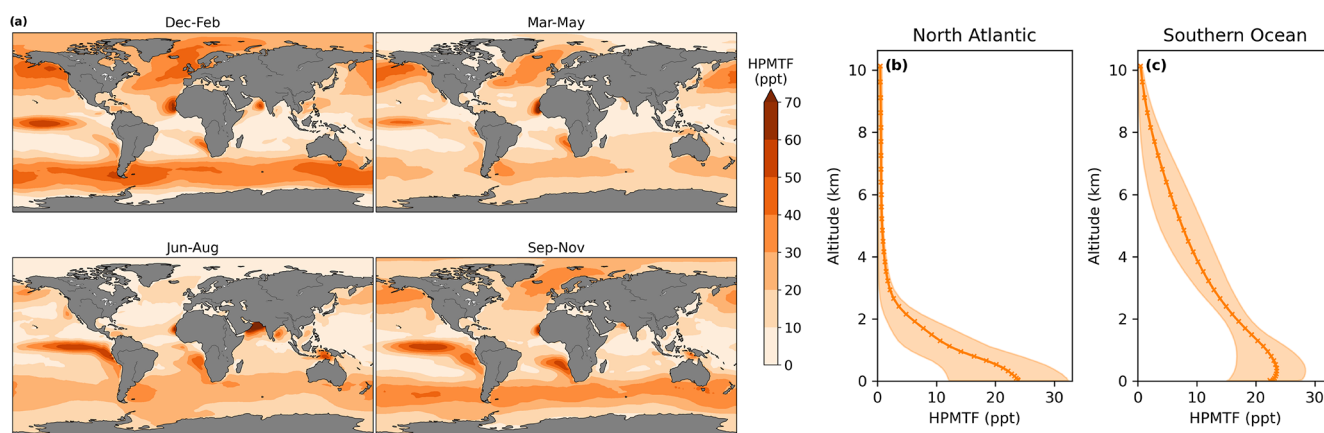 (a)
Dec-Feb
Mar-May
Jun-Aug
Sep-Nov
HPMTF
(ppt)
70
60
50
40
30
20
10
0
North Atlantic
(b)
10
8
6
4
2
0
Altitude (km)
0
10
20
30
HPMTF (ppt)
Southern Ocean
(c)
10
8
6
4
2
0
Altitude (km)
0
10
20
30
HPMTF (ppt)